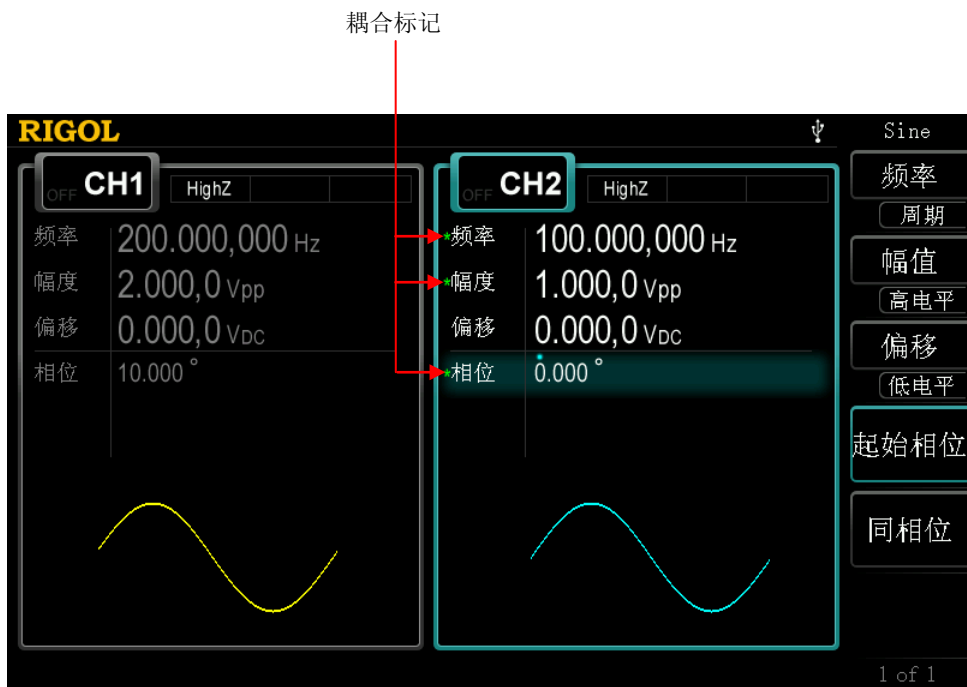 耦合标记
RIGOL
Sine
OFF CH1 HighZ
频率 200.000,000 Hz
幅度 2.000,0 Vpp
偏移 0.000,0 VDC
相位 10.000 °
OFF CH2 HighZ
*频率 100.000,000 Hz
*幅度 1.000,0 Vpp
偏移 0.000,0 VDC
*相位 0.000 °
频率
周期
幅值
高电平
偏移
低电平
起始相位
同相位
1 of 1